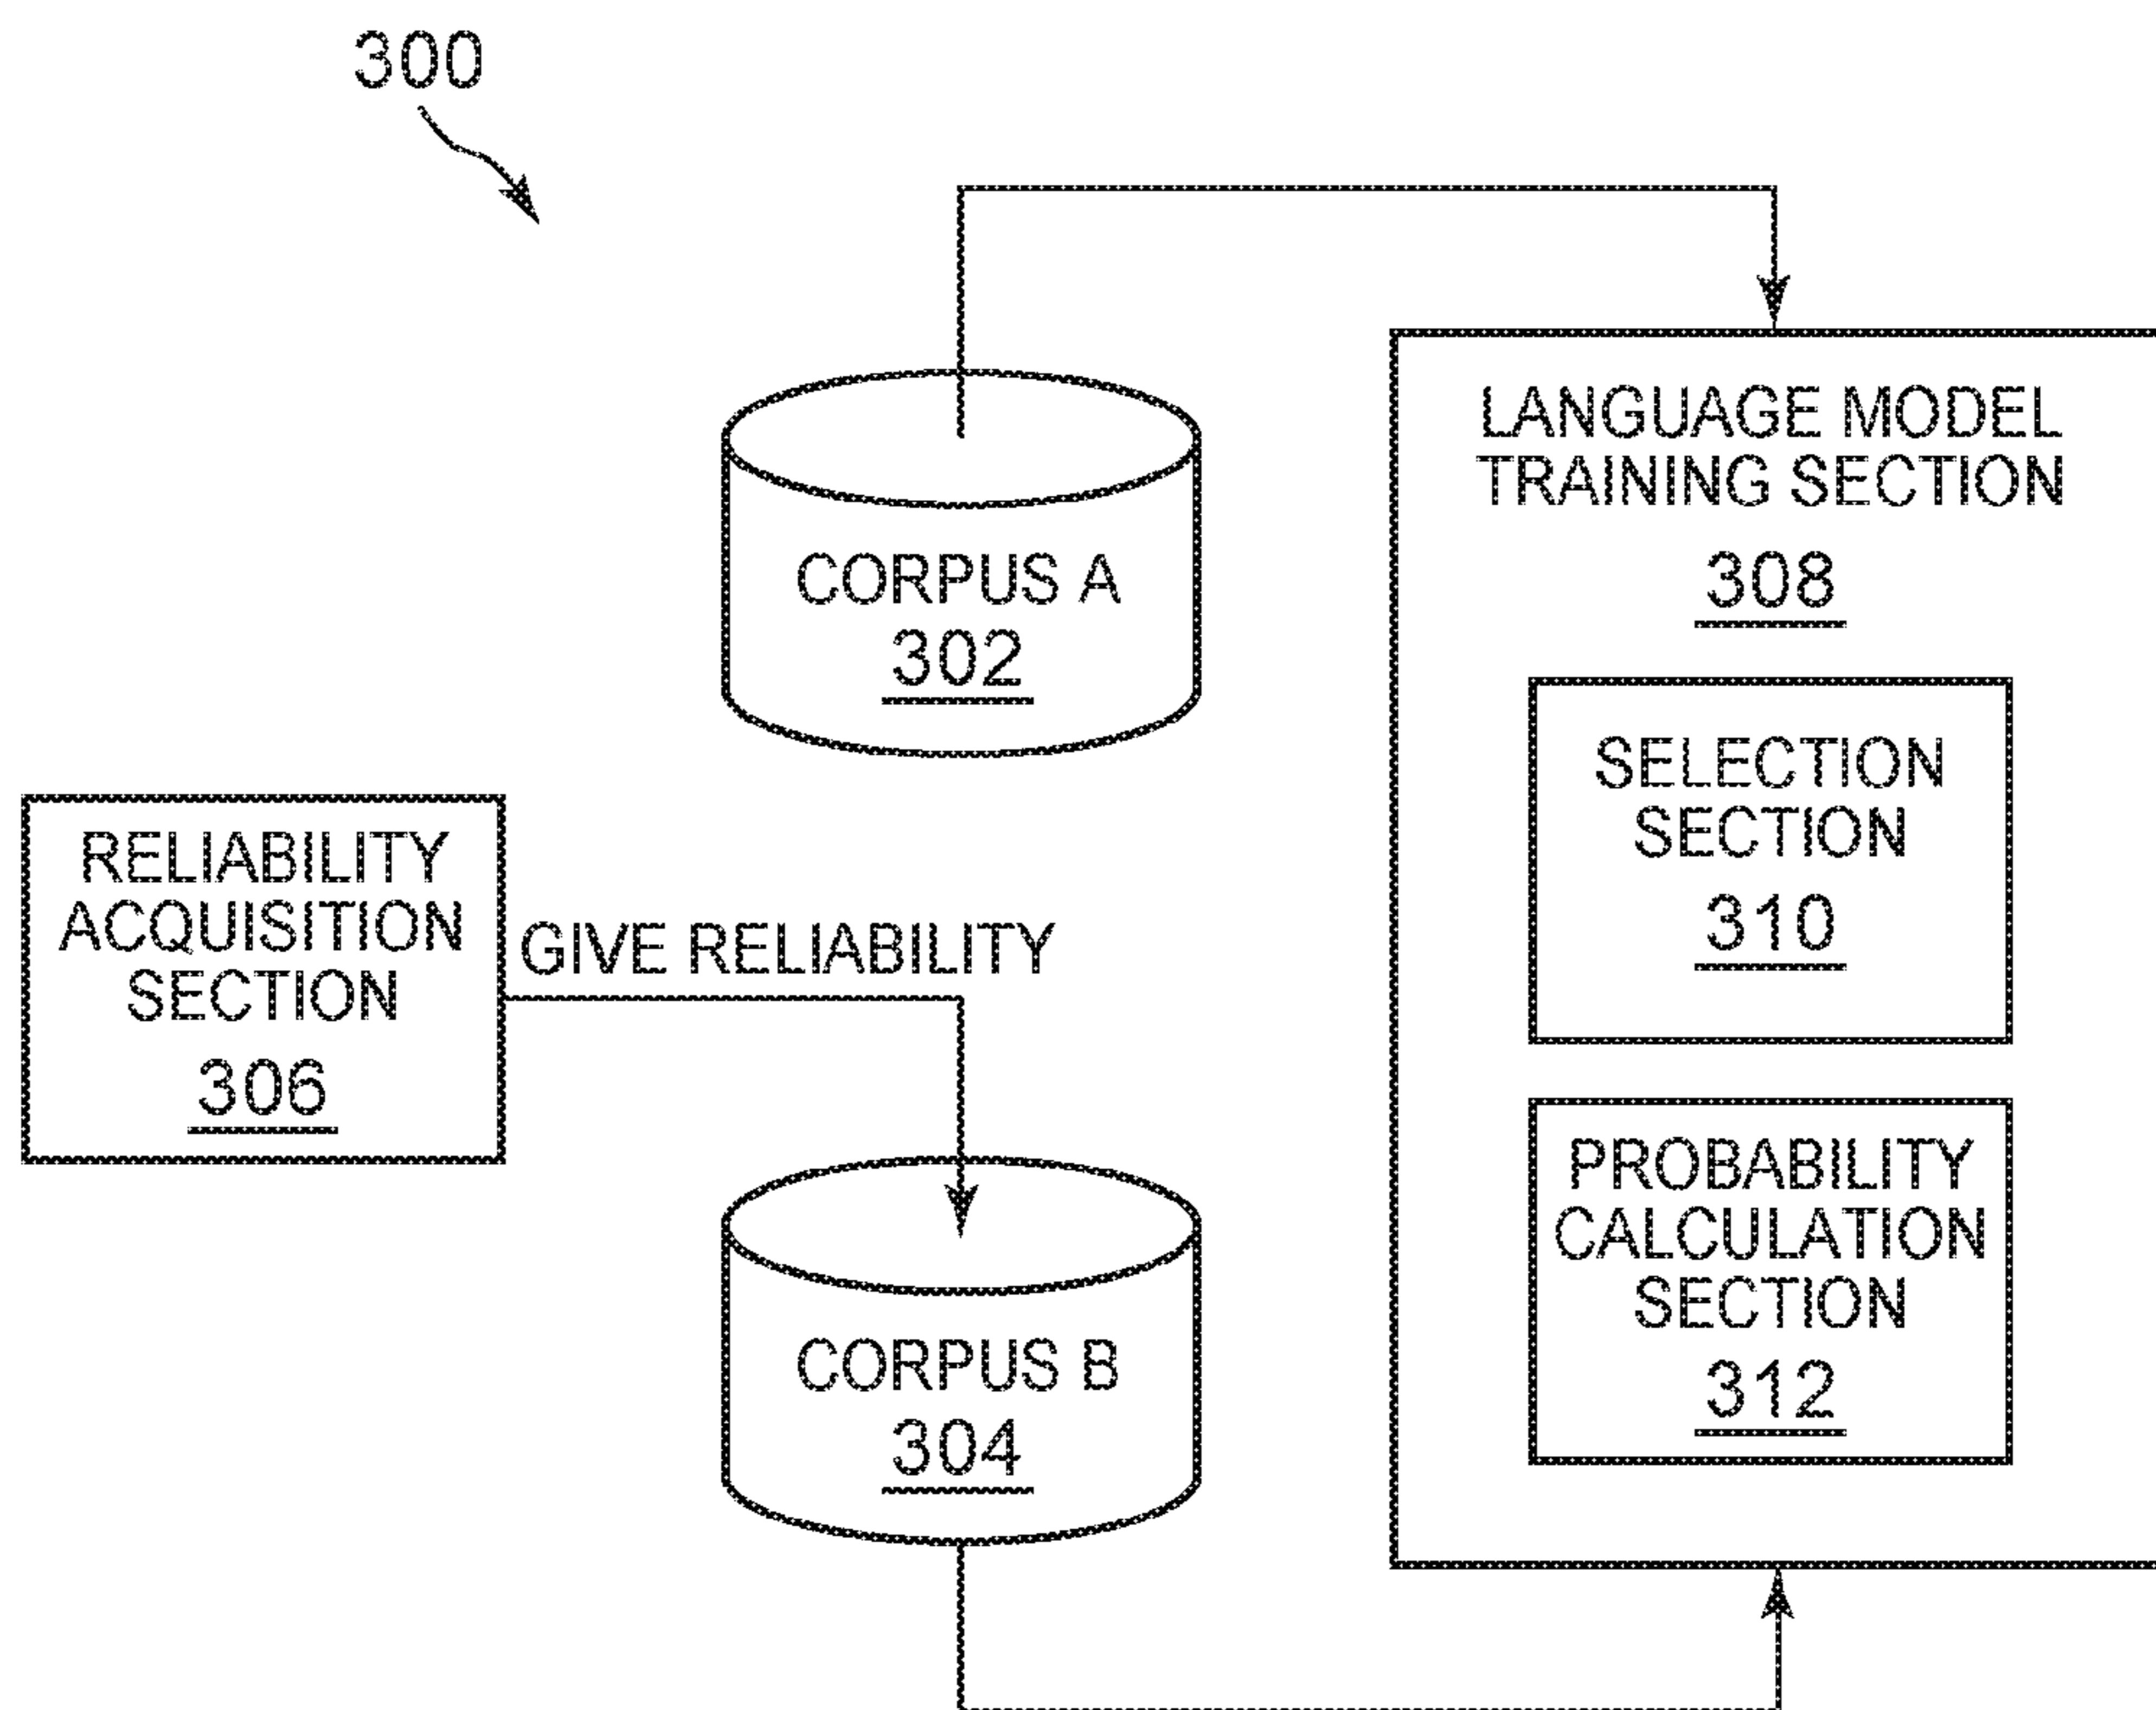 300
LANGUAGE MODEL
TRAINING SECTION
308
CORPUS A
302
SELECTION
SECTION
310
RELIABILITY
ACQUISITION
SECTION
306
GIVE RELIABILITY
PROBABILITY
CALCULATION
SECTION
312
CORPUS B
304